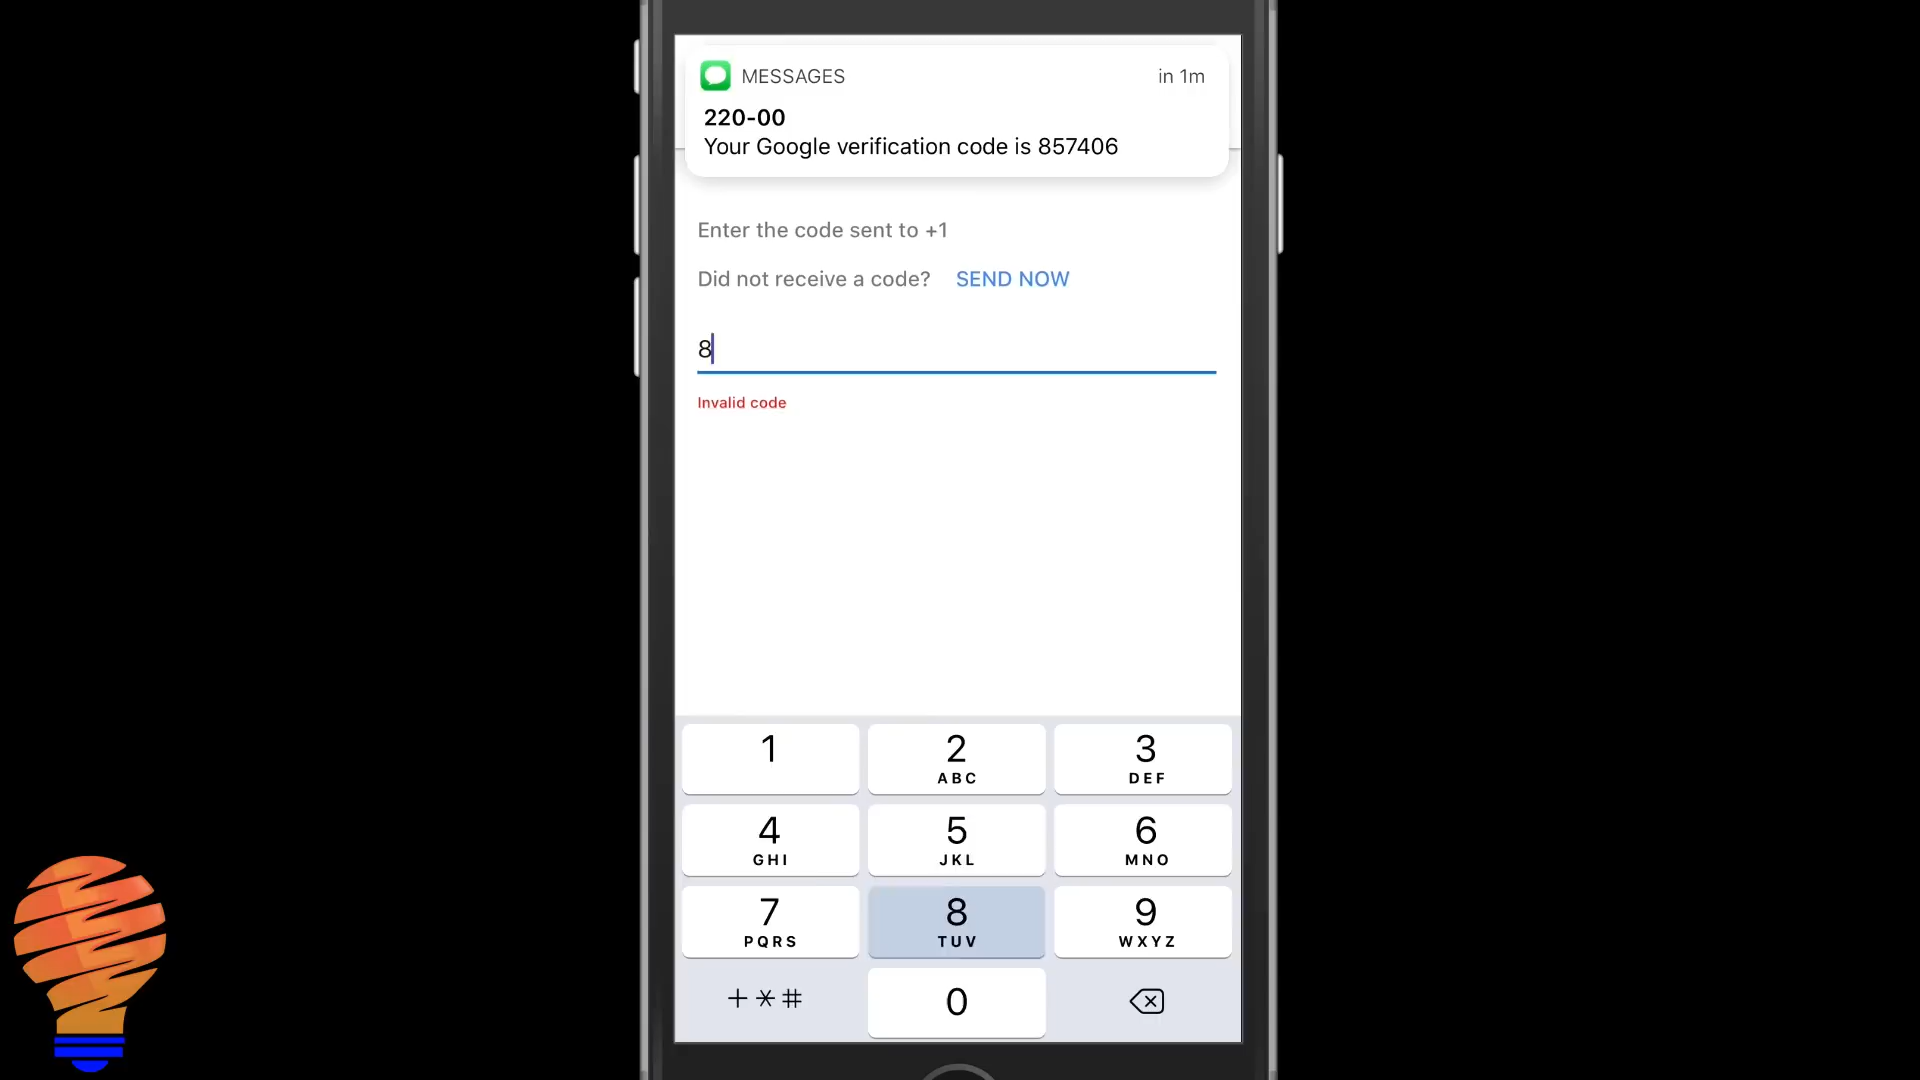 MESSAGES in 1m
220-00
Your Google verification code is 857406
Enter the code sent to +1
Did not receive a code? SEND NOW
8
Invalid code
1 2 3
ABC DEF
4 5 6
GHI JKL MNO
7 8 9
PQRS TUV WXYZ
+*# 0